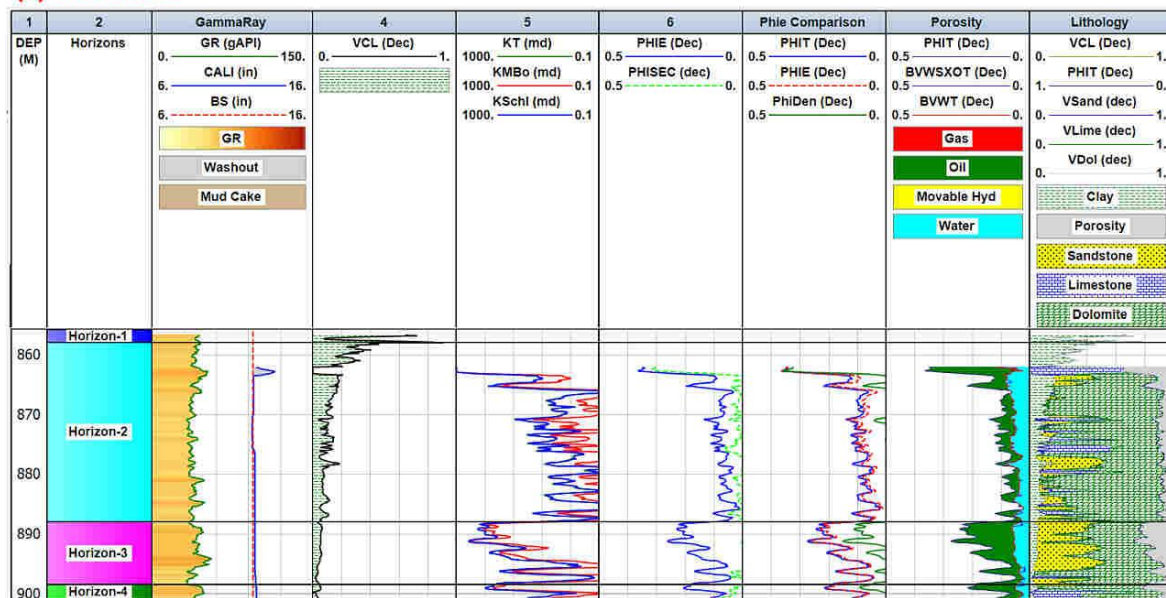 1 2 GammaRay 4 5 6 Phie Comparison Porosity Lithology
DEP (M)
Horizons
GR (gAPI)
0. 150.
CALI (in)
6. 16.
BS (in)
6. 16.
GR
Washout
Mud Cake
VCL (Dec)
0. 1.
KT (md)
1000. 0.1
KMBo (md)
1000. 0.1
KSchl (md)
1000. 0.1
PHIE (Dec)
0.5 0.
PHISEC (dec)
0.5 0.
PHIT (Dec)
0.5 0.
PHIE (Dec)
0.5 0.
PhiDen (Dec)
0.5 0.
PHIT (Dec)
0.5 0.
BVWSXOT (Dec)
0.5 0.
BVWT (Dec)
0.5 0.
Gas
Oil
Movable Hyd
Water
VCL (Dec)
0. 1.
PHIT (Dec)
1. 0.
VSand (dec)
0. 1.
VLime (dec)
0. 1.
VDol (dec)
0. 1.
Clay
Porosity
Sandstone
Limestone
Dolomite
Horizon-1
860
870
Horizon-2
880
890
Horizon-3
900
Horizon-4